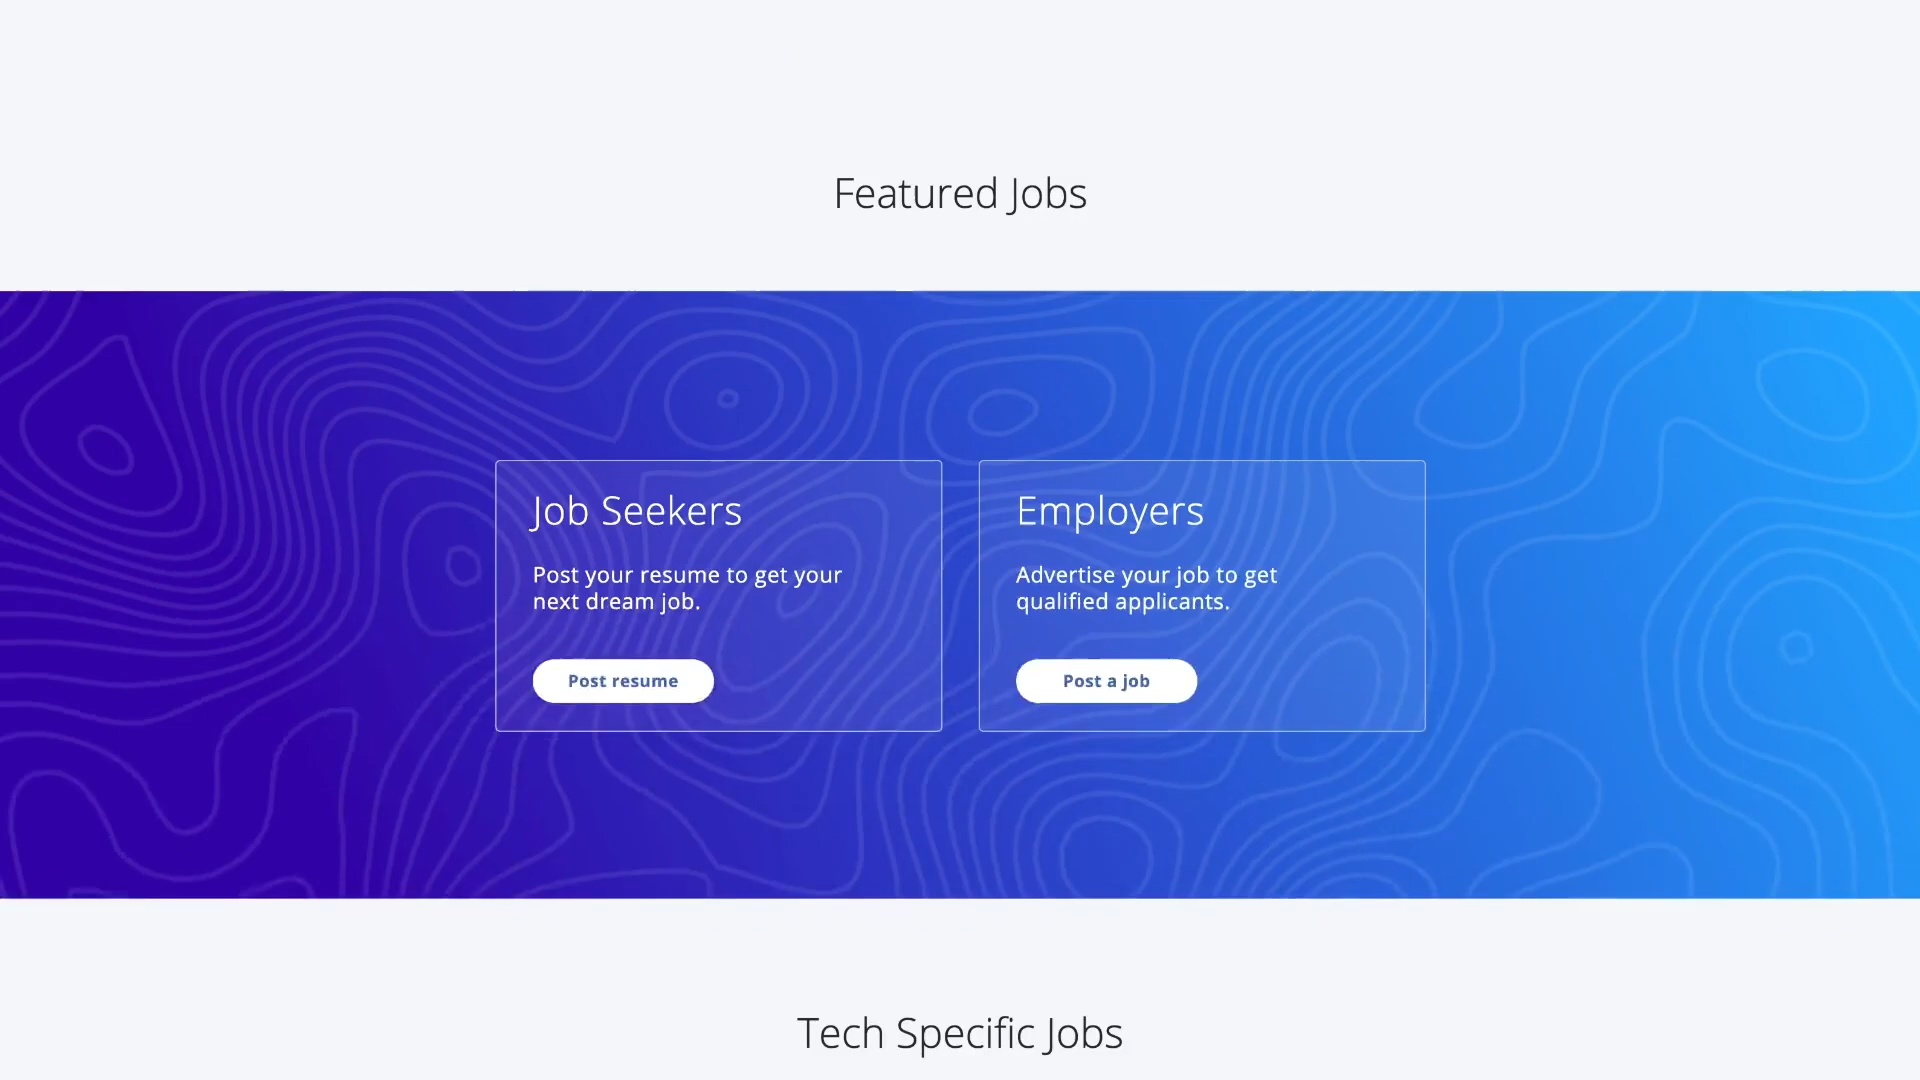 Featured Jobs
Job Seekers
Post your resume to get your
next dream job.
Post resume
Employers
Advertise your job to get
qualified applicants.
Post a job
Tech Specific Jobs